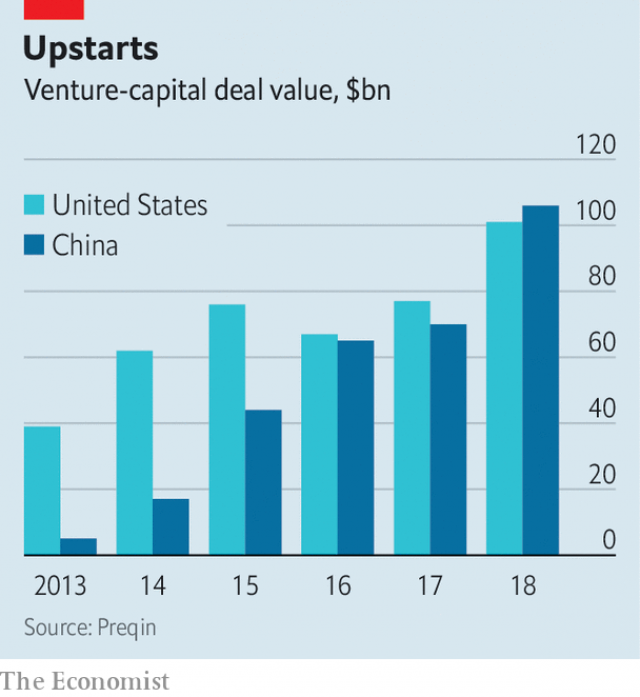 Upstarts
Venture-capital deal value, $bn
120
United States
100
China
80
60
40
20
0
2013 14 15 16 17 18
Source: Preqin
The Economist